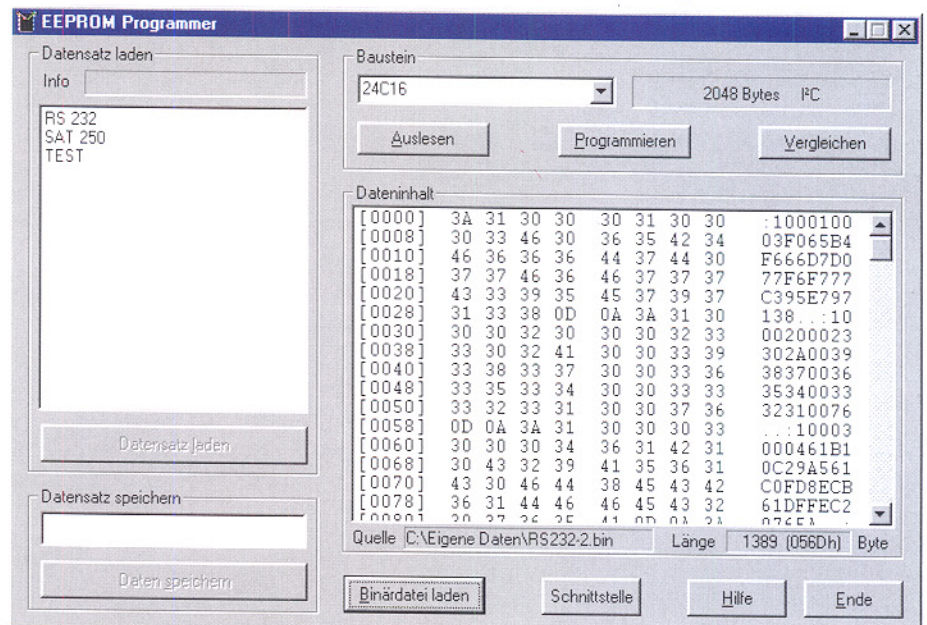 EEPROM Programmer
Datensatz laden
Info
RS 232
SAT 250
TEST
Datensatz laden
Datensatz speichern
Daten speichern
Baustein
24C16
2048 Bytes I²C
Auslesen
Programmieren
Vergleichen
Dateninhalt
[0000] 3A 31 30 30 30 31 30 30 :1000100
[0008] 30 33 46 30 36 35 42 34 03F065B4
[0010] 46 36 36 36 44 37 44 30 F666D7D0
[0018] 37 37 46 36 46 37 37 37 77F6F777
[0020] 43 33 39 35 45 37 39 37 C395E797
[0028] 31 33 38 0D 0A 3A 31 30 138..:10
[0030] 30 30 32 30 30 30 32 33 00200023
[0038] 33 30 32 41 30 30 33 39 302A0039
[0040] 33 38 33 37 30 30 33 36 38370036
[0048] 33 35 33 34 30 30 33 33 35340033
[0050] 33 32 33 31 30 30 37 36 32310076
[0058] 0D 0A 3A 31 30 30 30 33 ..:10003
[0060] 30 30 30 34 36 31 42 31 000461B1
[0068] 30 43 32 39 41 35 36 31 0C29A561
[0070] 43 30 46 44 38 45 43 42 C0FD8ECB
[0078] 36 31 44 46 46 45 43 32 61DFFEC2
[0080] 30 37 36 35 41 0D 0A 3A 0765A..:
Quelle C:\Eigene Daten\RS232-2.bin Länge 1389 (056Dh) Byte
Binärdatei laden
Schnittstelle
Hilfe
Ende